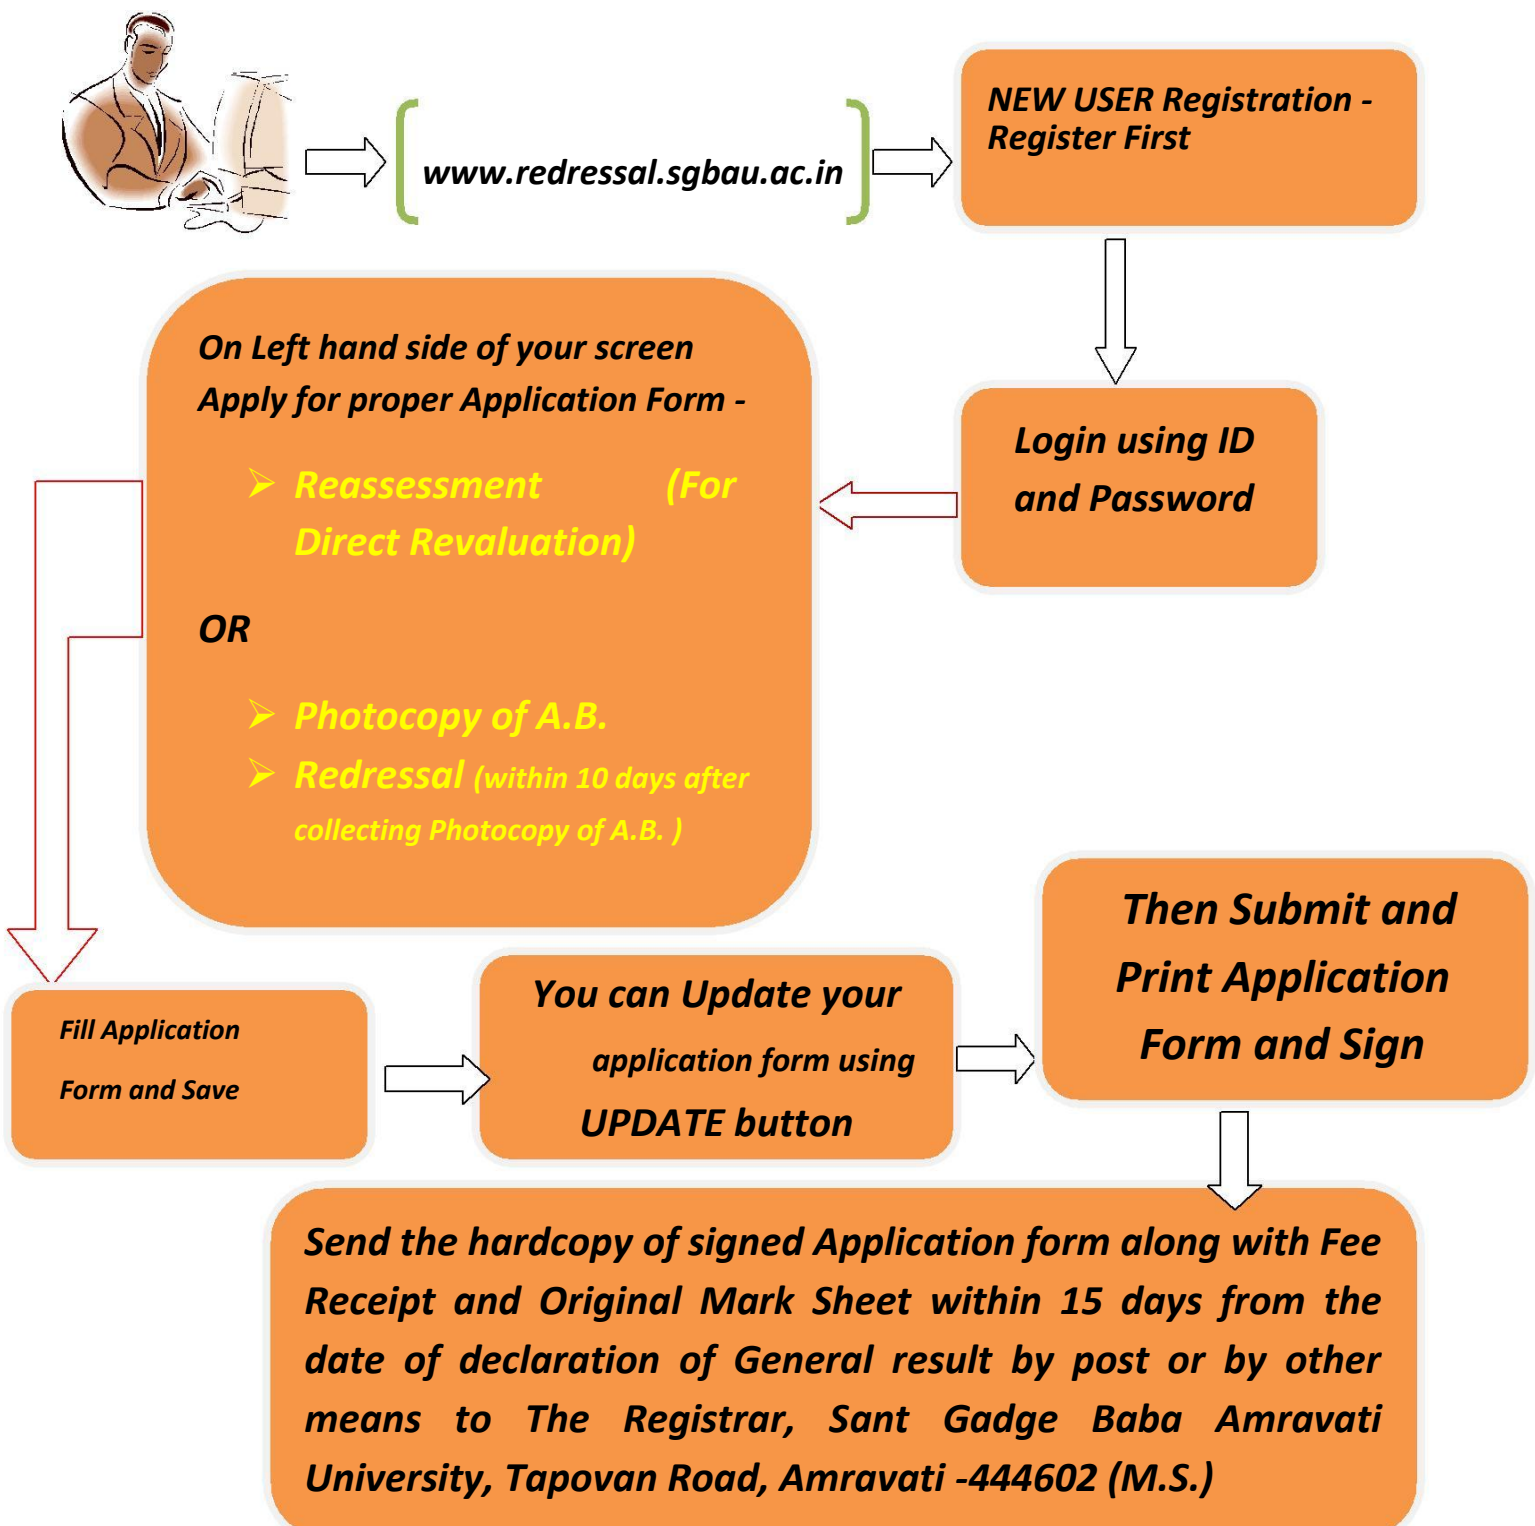 www.redressal.sgbau.ac.in
NEW USER Registration -
Register First
Login using ID
and Password
On Left hand side of your screen
Apply for proper Application Form -
Reassessment (For
Direct Revaluation)
OR
Photocopy of A.B.
Redressal (within 10 days after
collecting Photocopy of A.B. )
Fill Application
Form and Save
You can Update your
application form using
UPDATE button
Then Submit and
Print Application
Form and Sign
Send the hardcopy of signed Application form along with Fee
Receipt and Original Mark Sheet within 15 days from the
date of declaration of General result by post or by other
means to The Registrar, Sant Gadge Baba Amravati
University, Tapovan Road, Amravati -444602 (M.S.)